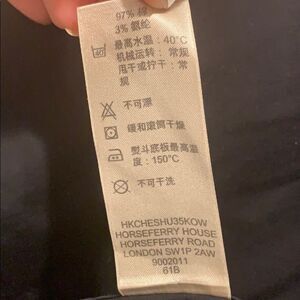 97% 棉
3% 氨纶
40
最高水温：40°C
机械运转：常规
甩干或拧干：常
规
不可漂
缓和滚筒干燥
熨斗底板最高温
度：150°C
不可干洗
HKCHESHU35KOW
HORSEFERRY HOUSE
HORSEFERRY ROAD
LONDON SW1P 2AW
9002011
61B